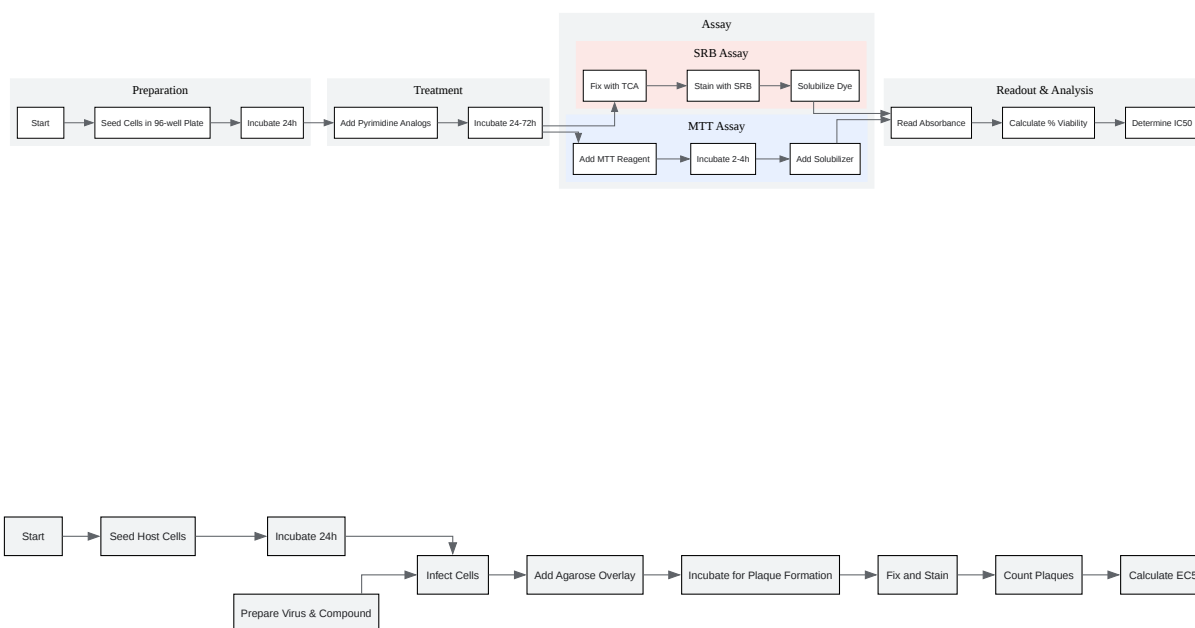 Preparation
Start
Seed Cells in 96-well Plate
Incubate 24h
Treatment
Add Pyrimidine Analogs
Incubate 24-72h
Assay
SRB Assay
Fix with TCA
Stain with SRB
Solubilize Dye
MTT Assay
Add MTT Reagent
Incubate 2-4h
Add Solubilizer
Readout & Analysis
Read Absorbance
Calculate % Viability
Determine IC50
Start
Seed Host Cells
Incubate 24h
Prepare Virus & Compound
Infect Cells
Add Agarose Overlay
Incubate for Plaque Formation
Fix and Stain
Count Plaques
Calculate